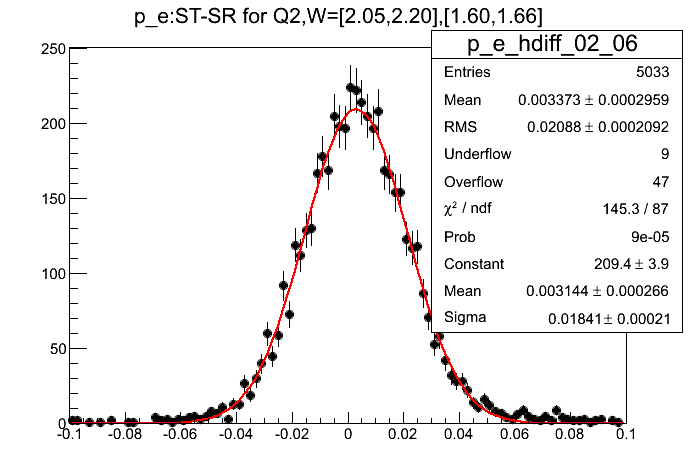 p_e:ST-SR for Q2,W=[2.05,2.20],[1.60,1.66]
p_e_hdiff_02_06
Entries 5033
Mean 0.003373 ± 0.0002959
RMS 0.02088 ± 0.0002092
Underflow 9
Overflow 47
χ² / ndf 145.3 / 87
Prob 9e-05
Constant 209.4 ± 3.9
Mean 0.003144 ± 0.000266
Sigma 0.01841 ± 0.00021
250
200
150
100
50
0
-0.1 -0.08 -0.06 -0.04 -0.02 0 0.02 0.04 0.06 0.08 0.1